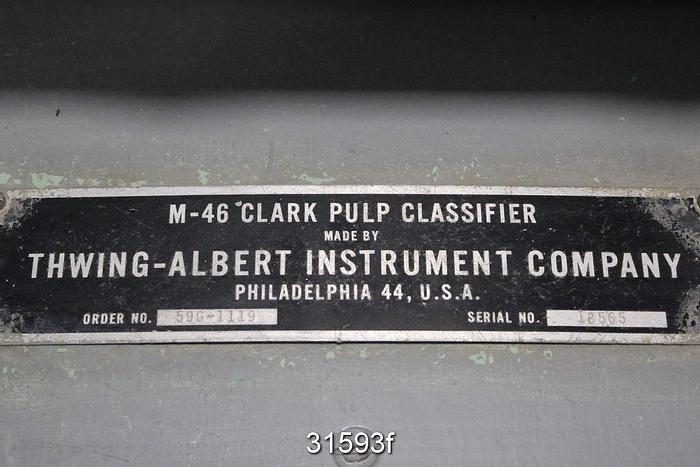 M-46 CLARK PULP CLASSIFIER
MADE BY
THWING-ALBERT INSTRUMENT COMPANY
PHILADELPHIA 44, U.S.A.
ORDER NO. 59G-1119 SERIAL NO. 18565
31593f